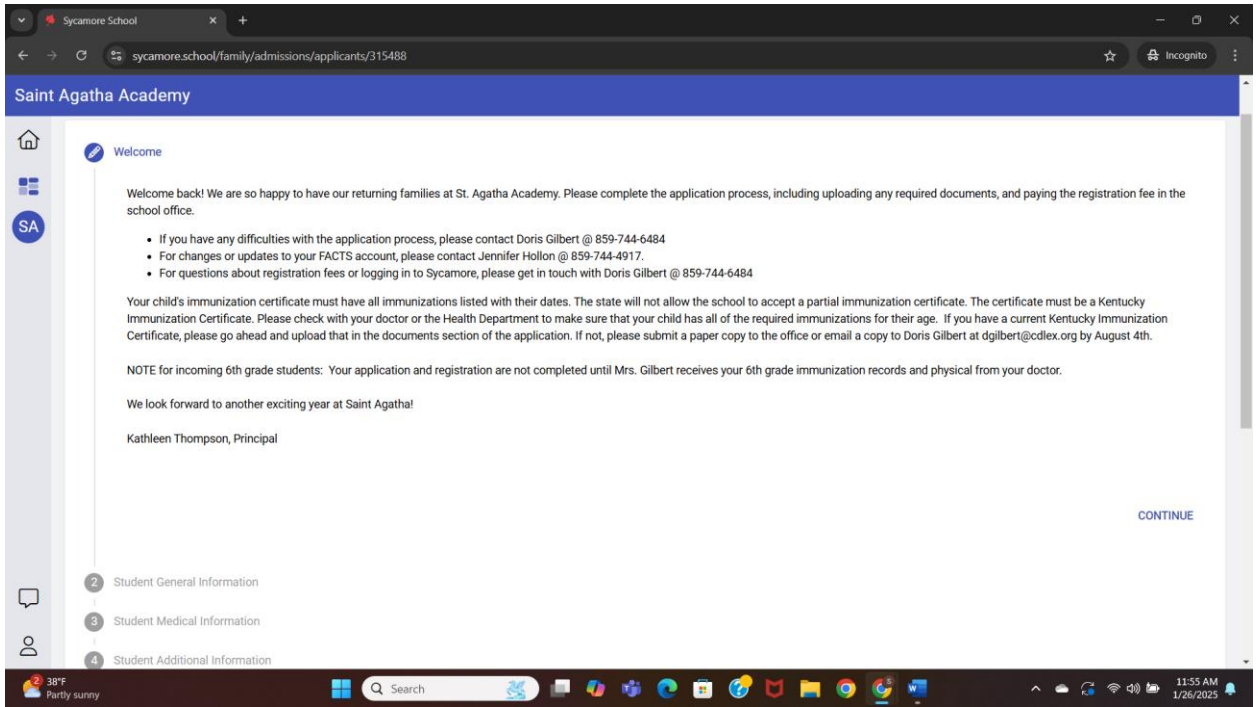 Sycamore School
sycamore.school/family/admissions/applicants/315488
Incognito
Saint Agatha Academy
SA
Welcome
Welcome back! We are so happy to have our returning families at St. Agatha Academy. Please complete the application process, including uploading any required documents, and paying the registration fee in the
school office.
• If you have any difficulties with the application process, please contact Doris Gilbert @ 859-744-6484
• For changes or updates to your FACTS account, please contact Jennifer Hollon @ 859-744-4917.
• For questions about registration fees or logging in to Sycamore, please get in touch with Doris Gilbert @ 859-744-6484
Your child's immunization certificate must have all immunizations listed with their dates. The state will not allow the school to accept a partial immunization certificate. The certificate must be a Kentucky
Immunization Certificate. Please check with your doctor or the Health Department to make sure that your child has all of the required immunizations for their age.  If you have a current Kentucky Immunization
Certificate, please go ahead and upload that in the documents section of the application. If not, please submit a paper copy to the office or email a copy to Doris Gilbert at dgilbert@cdlex.org by August 4th.
NOTE for incoming 6th grade students:  Your application and registration are not completed until Mrs. Gilbert receives your 6th grade immunization records and physical from your doctor.
We look forward to another exciting year at Saint Agatha!
Kathleen Thompson, Principal
CONTINUE
2 Student General Information
3 Student Medical Information
4 Student Additional Information
2 38°F
Partly sunny
Search
11:55 AM
1/26/2025